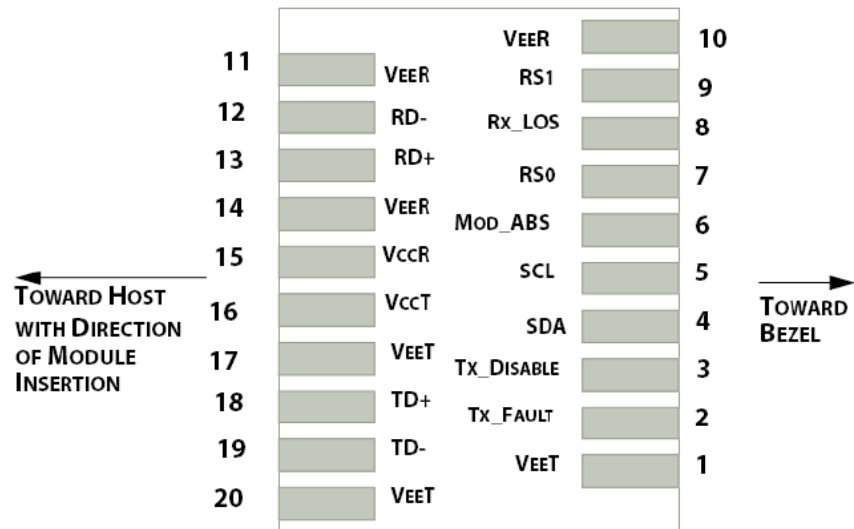 11 VEER
12 RD-
13 RD+
14 VEER
15 VCCR
16 VCCT
17 VEET
18 TD+
19 TD-
20 VEET
VEER 10
RS1 9
RX_LOS 8
RS0 7
MOD_ABS 6
SCL 5
SDA 4
TX_DISABLE 3
TX_FAULT 2
VEET 1
TOWARD HOST
WITH DIRECTION
OF MODULE
INSERTION
TOWARD
BEZEL